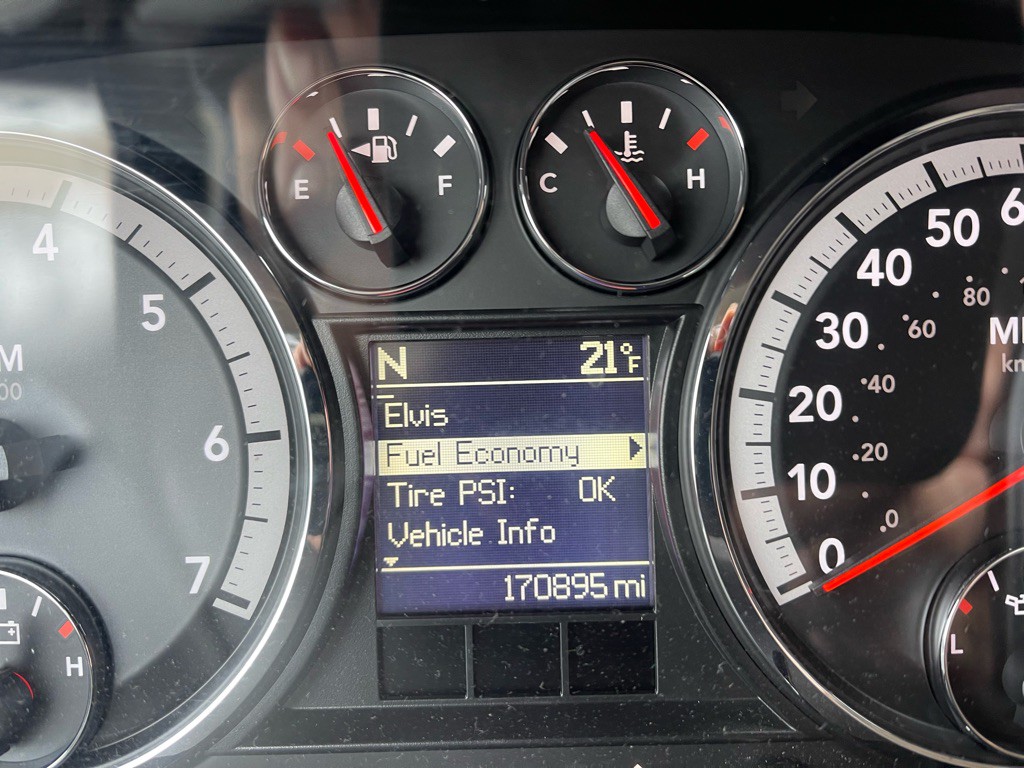 E F
C H
4
5
6
7
H
N 21°F
Elvis
Fuel Economy
Tire PSI: OK
Vehicle Info
170895 mi
50
40
30
20
10
0
80
60
40
20
0
L